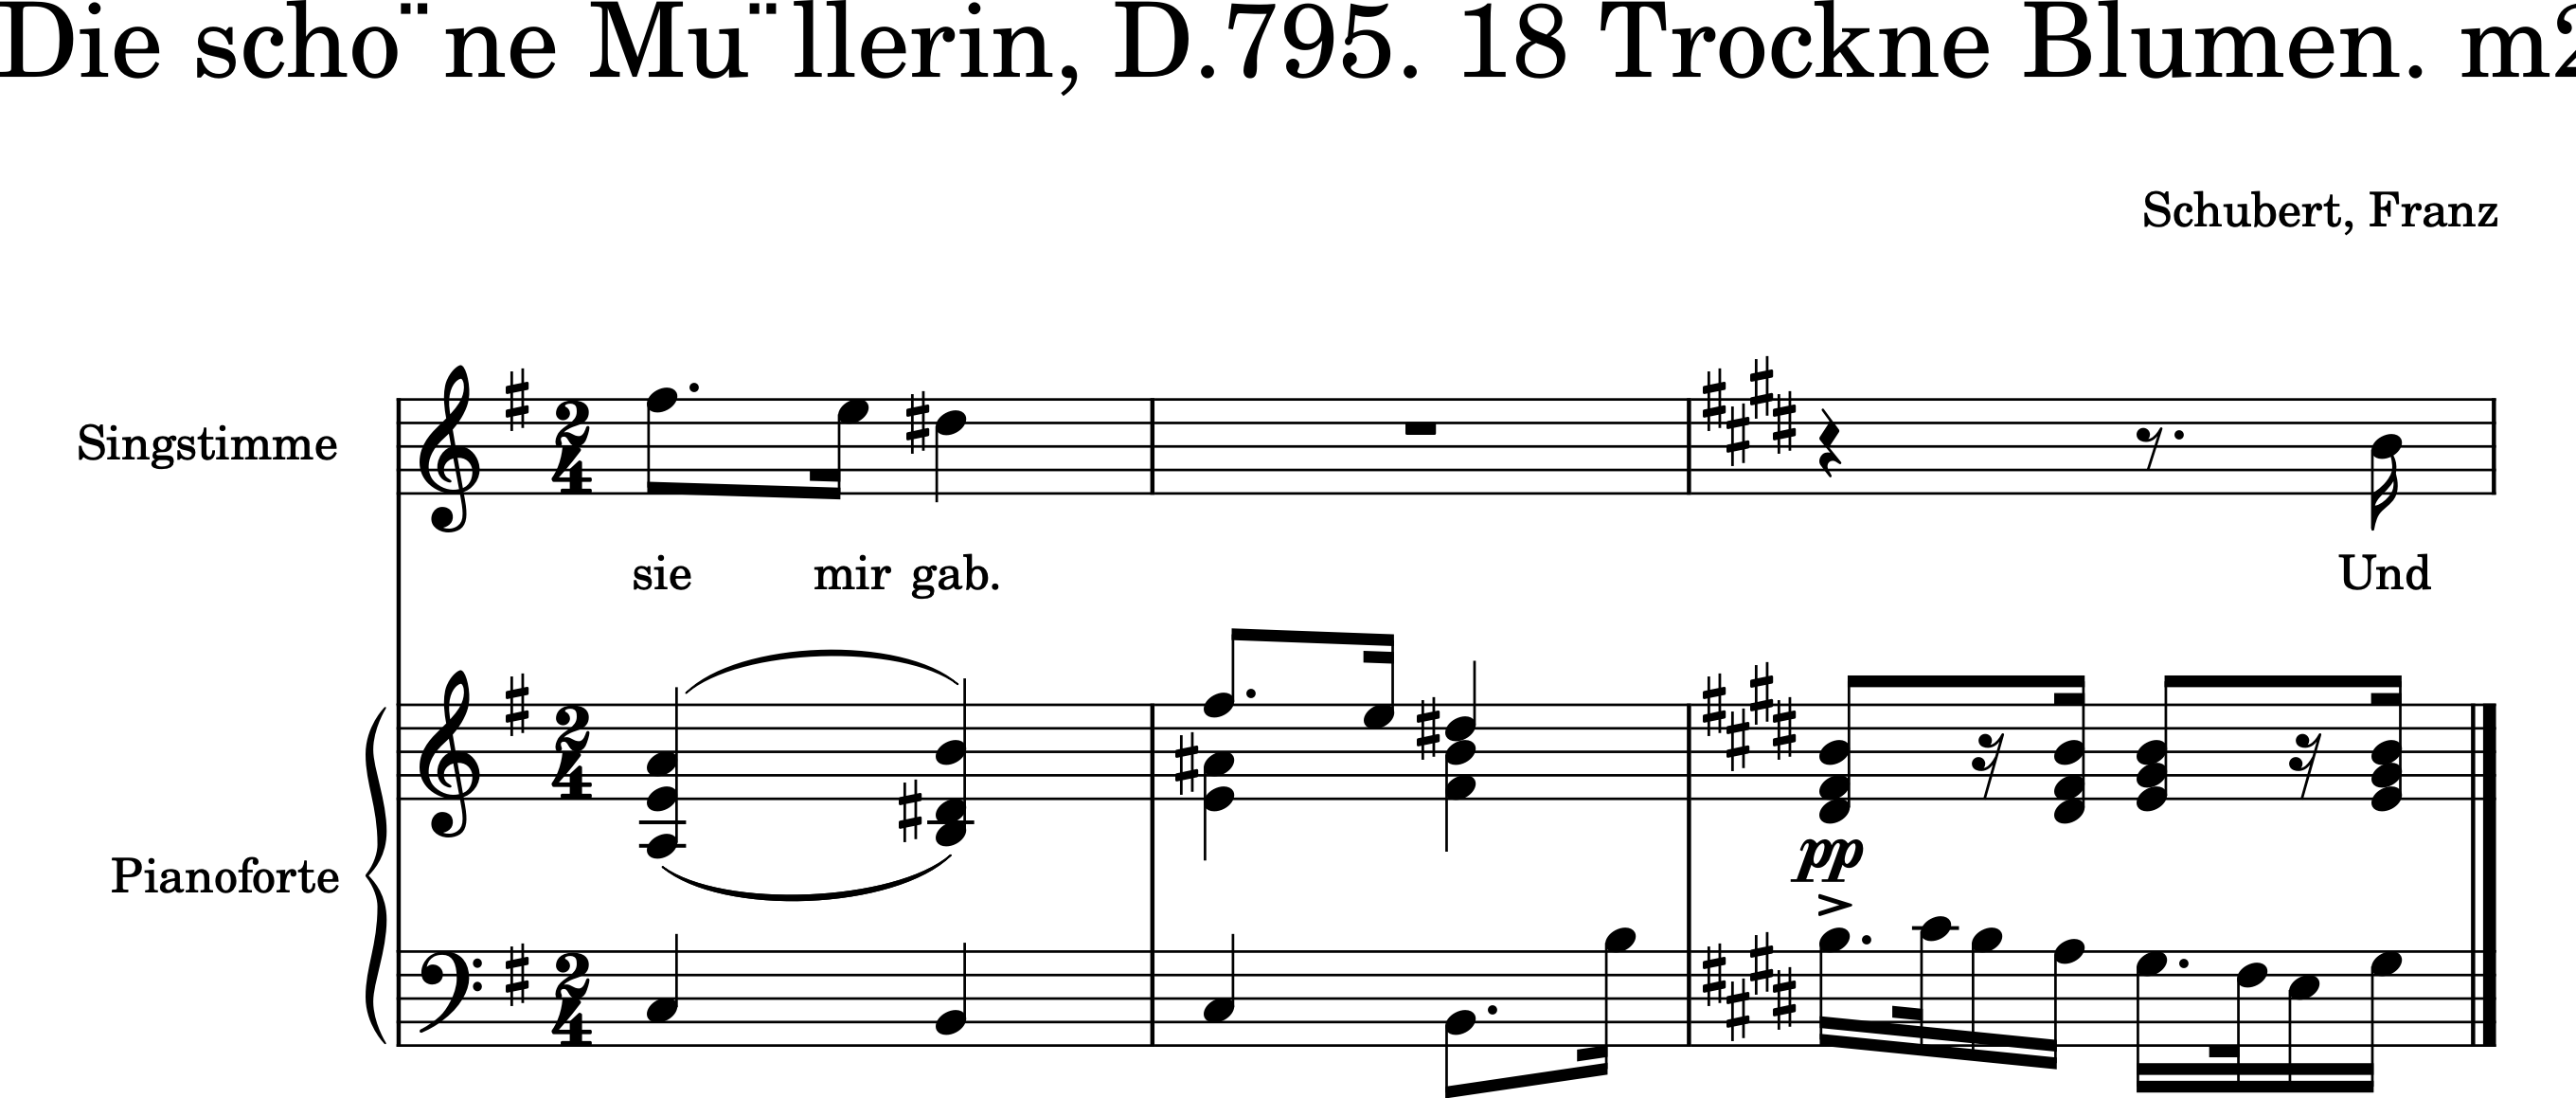 Die scho¨ne Mu¨llerin, D.795. 18 Trockne Blumen. m2
Schubert, Franz
Singstimme
sie mir gab. Und
Pianoforte
pp